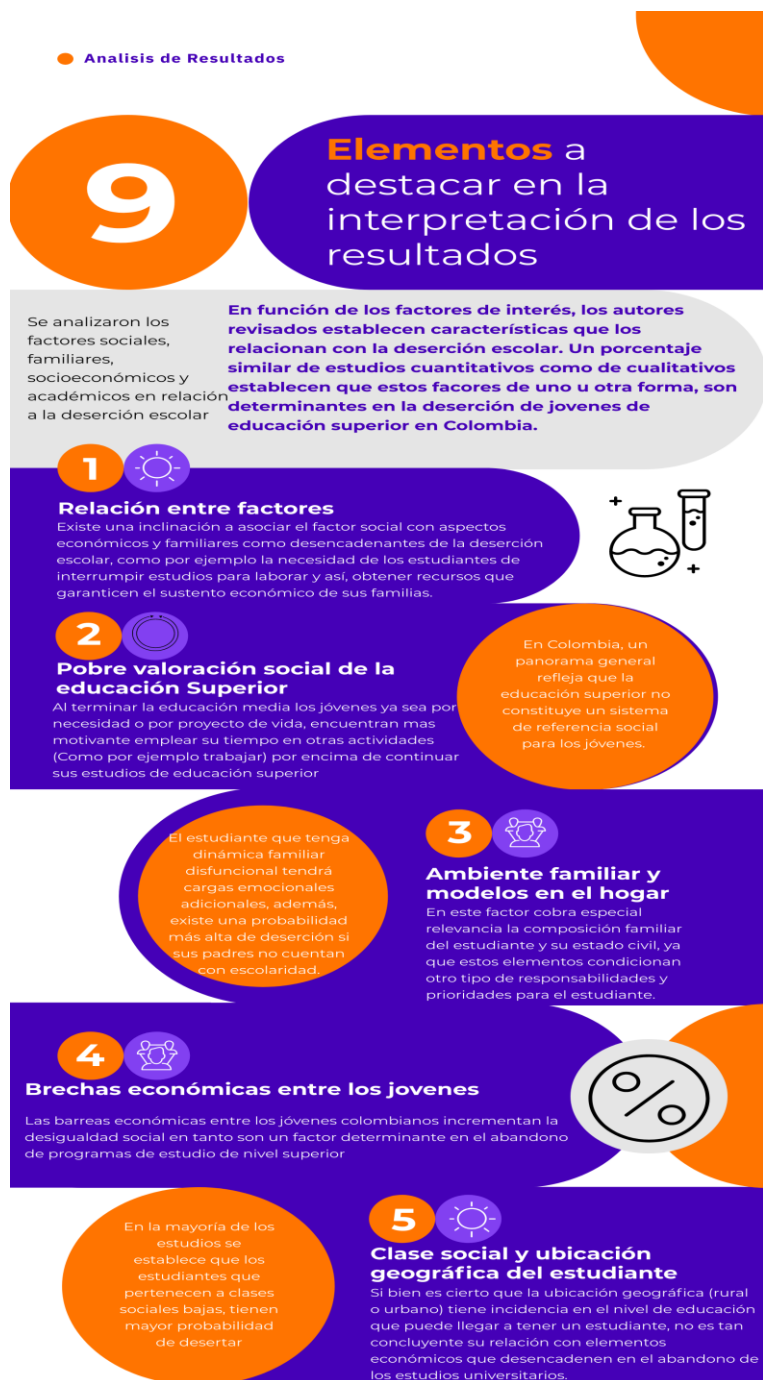 Analisis de Resultados
9
Elementos a
destacar en la
interpretación de los
resultados
Se analizaron los
factores sociales,
familiares,
socioeconómicos y
académicos en relación
a la deserción escolar
En función de los factores de interés, los autores
revisados establecen características que los
relacionan con la deserción escolar. Un porcentaje
similar de estudios cuantitativos como de cualitativos
establecen que estos facores de uno u otra forma, son
determinantes en la deserción de jovenes de
educación superior en Colombia.
1
Relación entre factores
Existe una inclinación a asociar el factor social con aspectos
económicos y familiares como desencadenantes de la deserción
escolar, como por ejemplo la necesidad de los estudiantes de
interrumpir estudios para laborar y así, obtener recursos que
garanticen el sustento económico de sus familias.
2
Pobre valoración social de la
educación Superior
Al terminar la educación media los jóvenes ya sea por
necesidad o por proyecto de vida, encuentran mas
motivante emplear su tiempo en otras actividades
(Como por ejemplo trabajar) por encima de continuar
sus estudios de educación superior
En Colombia, un
panorama general
refleja que la
educación superior no
constituye un sistema
de referencia social
para los jóvenes.
El estudiante que tenga
dinámica familiar
disfuncional tendrá
cargas emocionales
adicionales, además,
existe una probabilidad
más alta de deserción si
sus padres no cuentan
con escolaridad.
3
Ambiente familiar y
modelos en el hogar
En este factor cobra especial
relevancia la composición familiar
del estudiante y su estado civil, ya
que estos elementos condicionan
otro tipo de responsabilidades y
prioridades para el estudiante.
4
Brechas económicas entre los jovenes
Las barreas económicas entre los jóvenes colombianos incrementan la
desigualdad social en tanto son un factor determinante en el abandono
de programas de estudio de nivel superior
%
En la mayoría de los
estudios se
establece que los
estudiantes que
pertenecen a clases
sociales bajas, tienen
mayor probabilidad
de desertar
5
Clase social y ubicación
geográfica del estudiante
Si bien es cierto que la ubicación geográfica (rural
o urbano) tiene incidencia en el nivel de educación
que puede llegar a tener un estudiante, no es tan
concluyente su relación con elementos
económicos que desencadenen en el abandono de
los estudios universitarios.